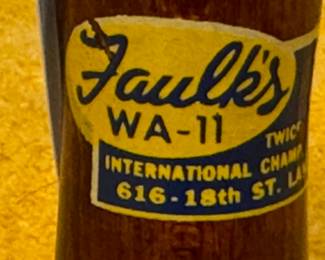 Faulk's
WA-11
TWICE
INTERNATIONAL CHAMP
616-18th ST. LA